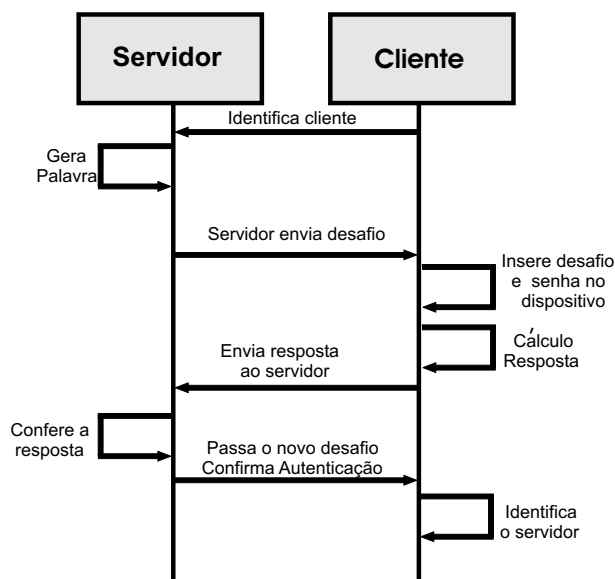 Servidor
Cliente
Identifica cliente
Gera
Palavra
Servidor envia desafio
Insere desafio
e senha no
dispositivo
Cálculo
Resposta
Envia resposta
ao servidor
Confere a
resposta
Passa o novo desafio
Confirma Autenticação
Identifica
o servidor